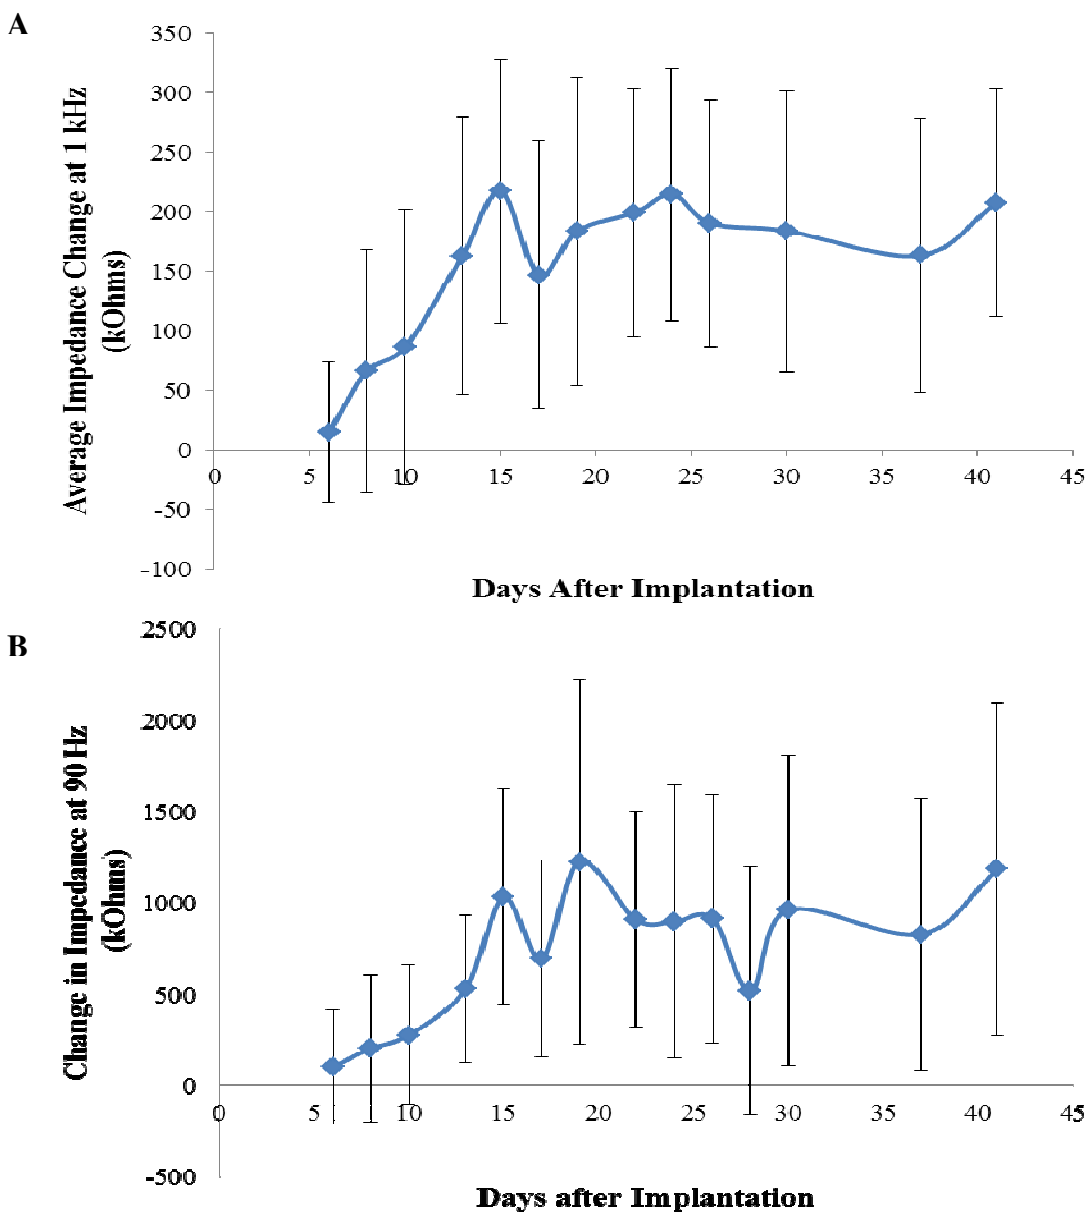 A
350
300
250
200
150
100
50
0
-50
-100
Average Impedance Change at 1 kHz
(kOhms)
0 5 10 15 20 25 30 35 40 45
Days After Implantation
B
2500
2000
1500
1000
500
0
-500
Change in Impedance at 90 Hz
(kOhms)
0 5 10 15 20 25 30 35 40 45
Days after Implantation